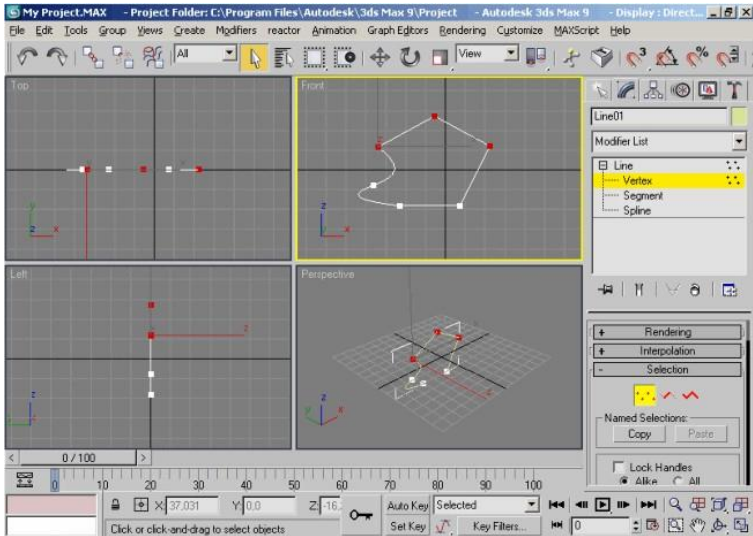 My Project.MAX - Project Folder: C:\Program Files\Autodesk\3ds Max 9\Project - Autodesk 3ds Max 9 - Display : Direct...
File Edit Tools Group Views Create Modifiers reactor Animation Graph Editors Rendering Customize MAXScript Help
All View
Top
Front
Left
Perspective
Line01
Modifier List
Line
Vertex
Segment
Spline
+ Rendering
+ Interpolation
- Selection
Named Selections:
Copy Paste
Lock Handles
Alike All
< 0 / 100 >
0 10 20 30 40 50 60 70 80 90 100
X: 37,031 Y: 0,0 Z: -16,
Auto Key Selected
Click or click-and-drag to select objects
Set Key Key Filters...
0